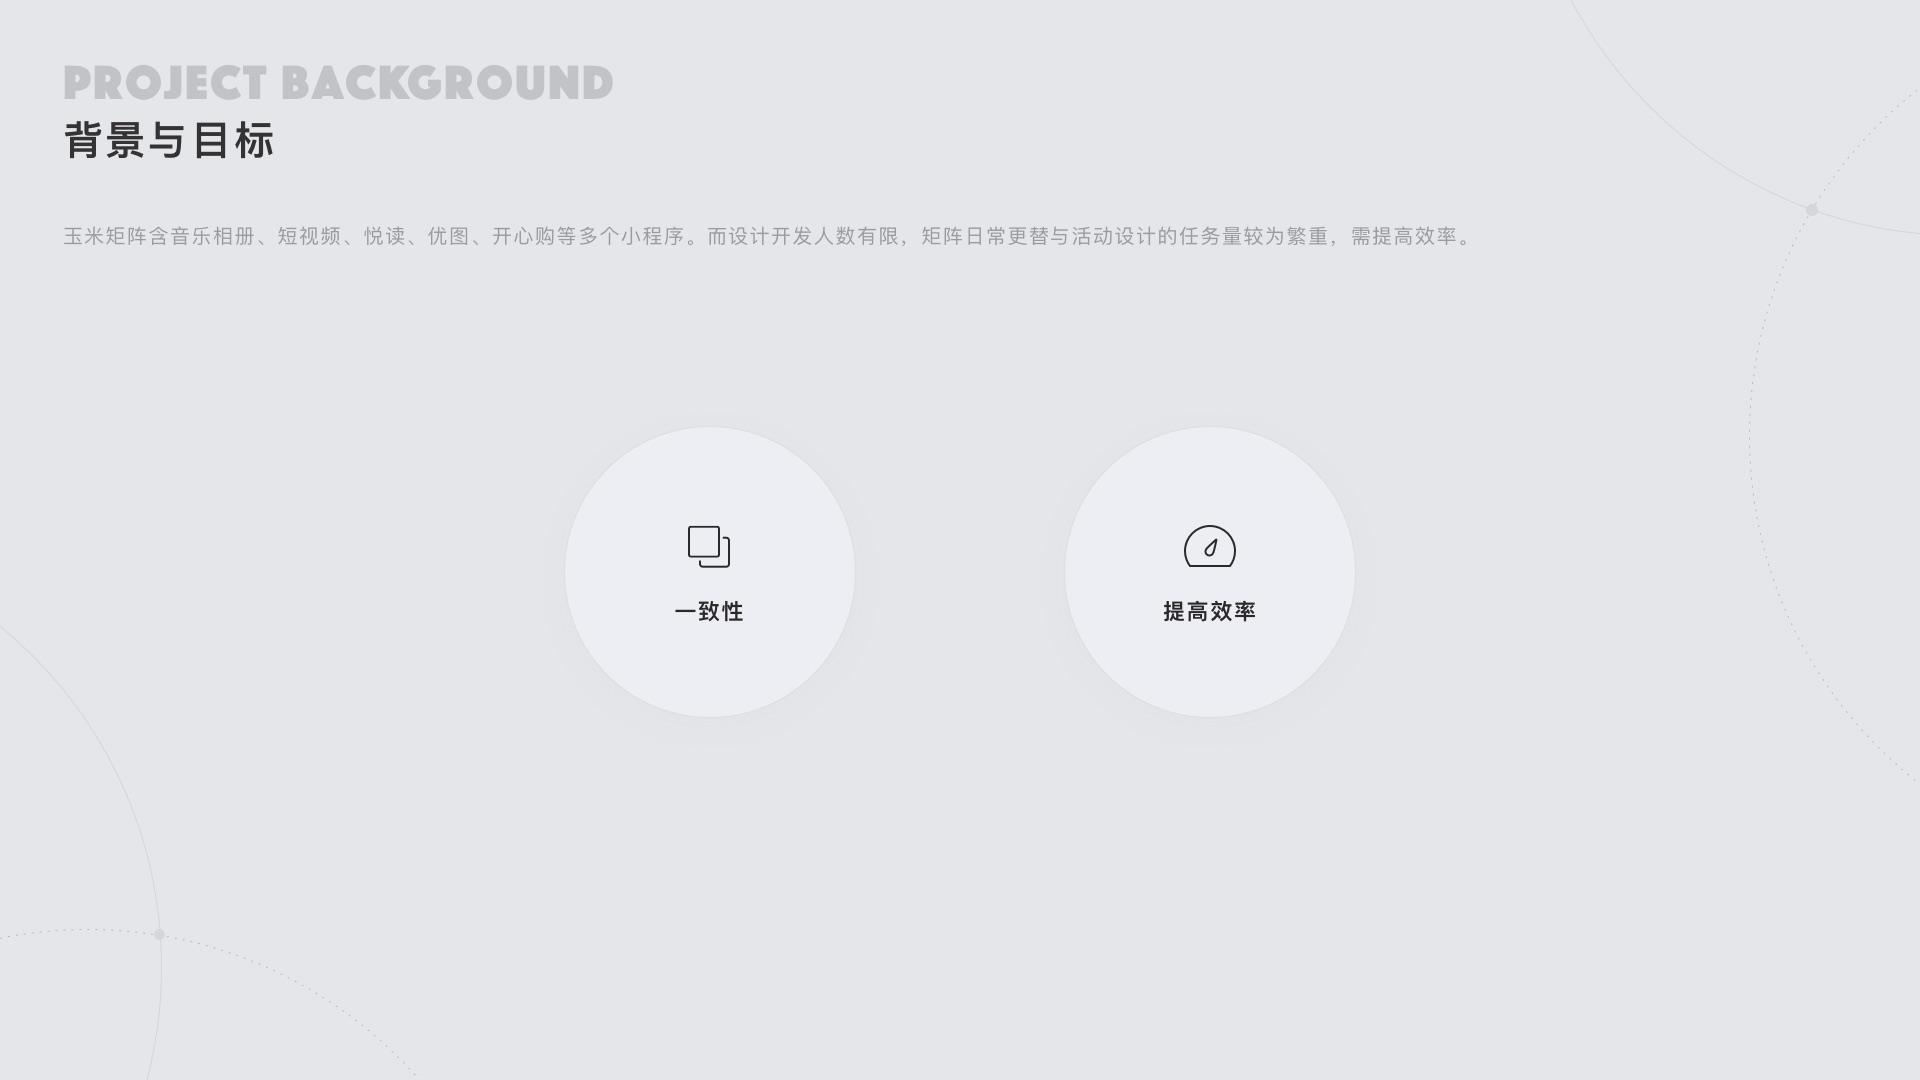 PROJECT BACKGROUND
背景与目标
玉米矩阵含音乐相册、短视频、悦读、优图、开心购等多个小程序。而设计开发人数有限，矩阵日常更替与活动设计的任务量较为繁重，需提高效率。
一致性
提高效率